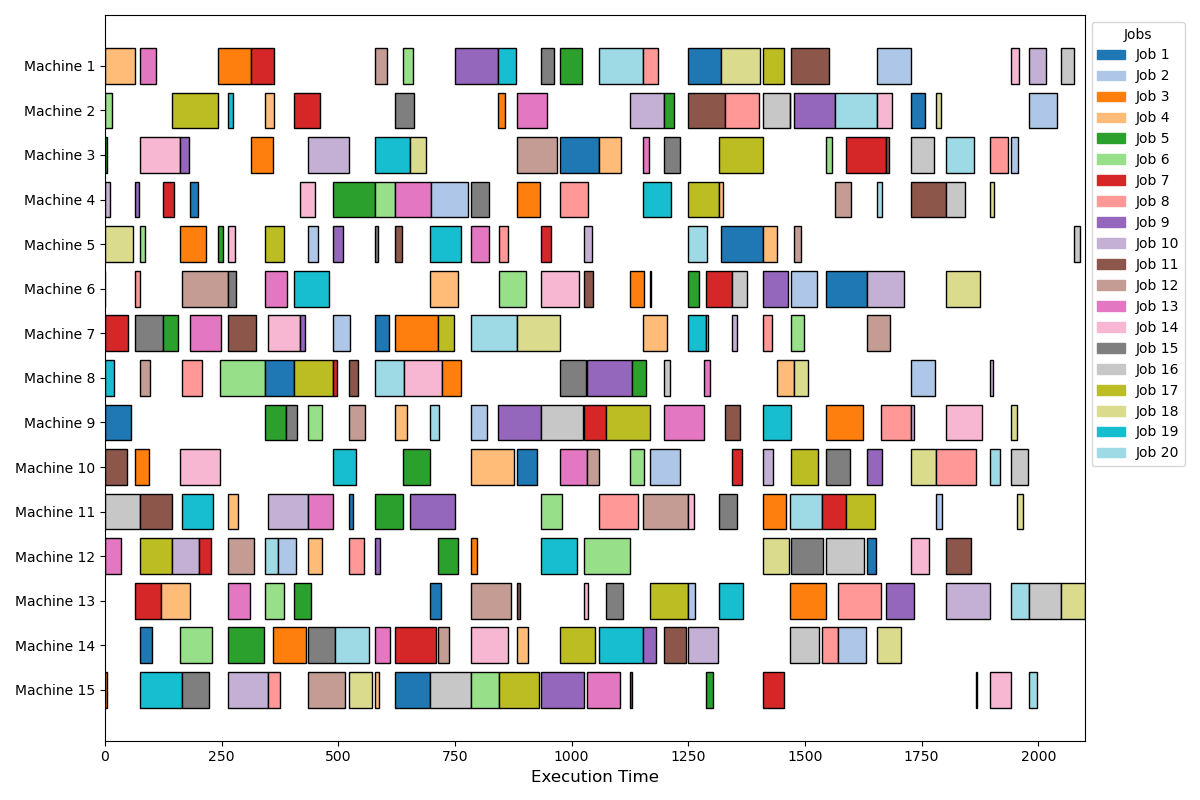 Machine 1
Machine 2
Machine 3
Machine 4
Machine 5
Machine 6
Machine 7
Machine 8
Machine 9
Machine 10
Machine 11
Machine 12
Machine 13
Machine 14
Machine 15
0 250 500 750 1000 1250 1500 1750 2000
Execution Time
Jobs
Job 1
Job 2
Job 3
Job 4
Job 5
Job 6
Job 7
Job 8
Job 9
Job 10
Job 11
Job 12
Job 13
Job 14
Job 15
Job 16
Job 17
Job 18
Job 19
Job 20